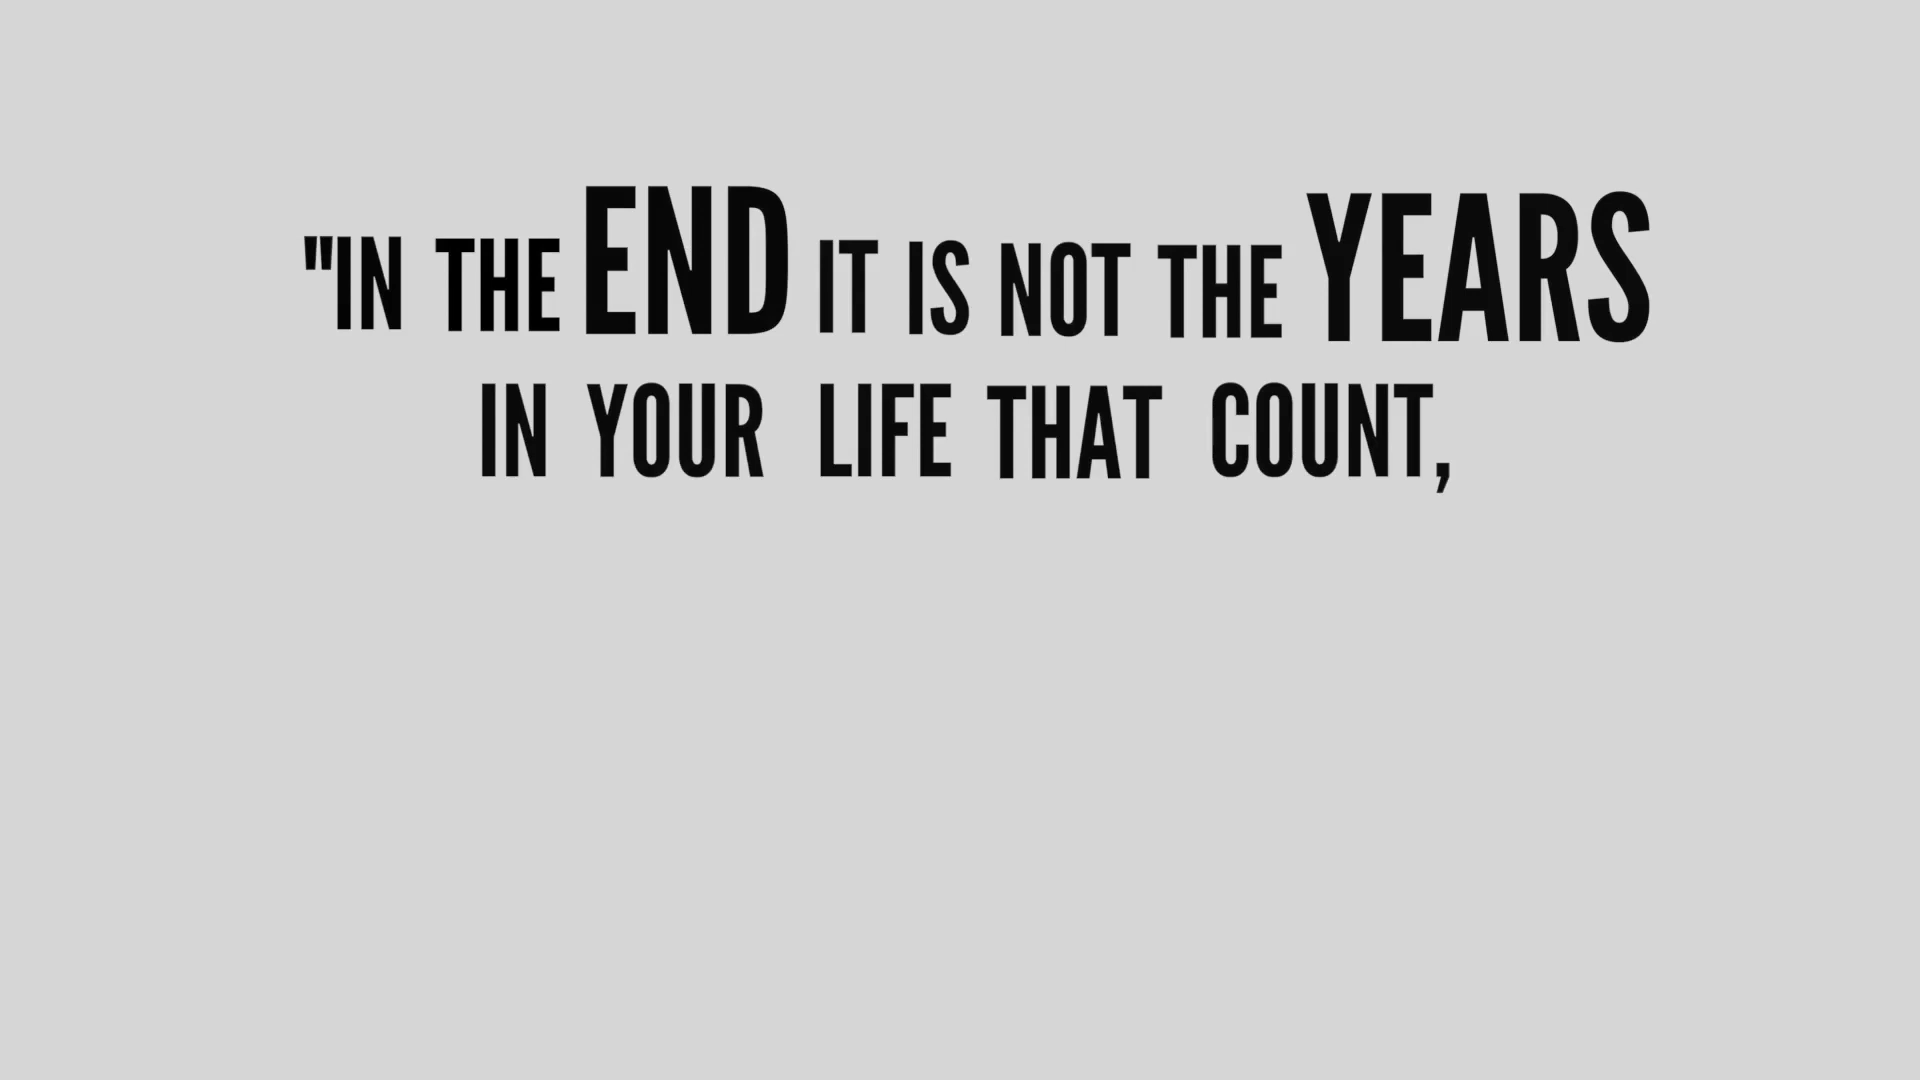 "IN THE END IT IS NOT THE YEARS
IN YOUR LIFE THAT COUNT,